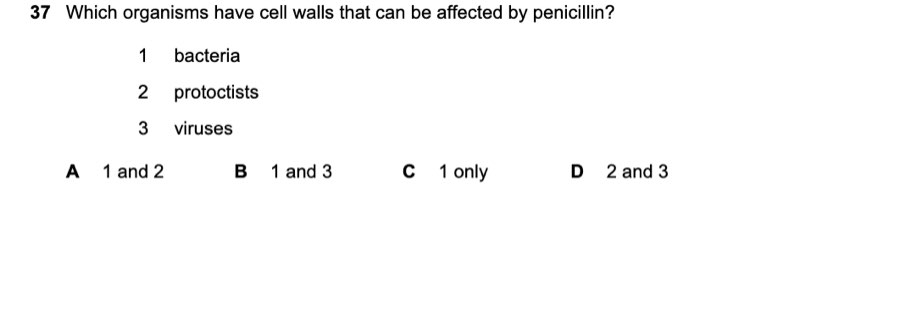 37 Which organisms have cell walls that can be affected by penicillin?
1 bacteria
2 protoctists
3 viruses
A 1 and 2 B 1 and 3 C 1 only D 2 and 3